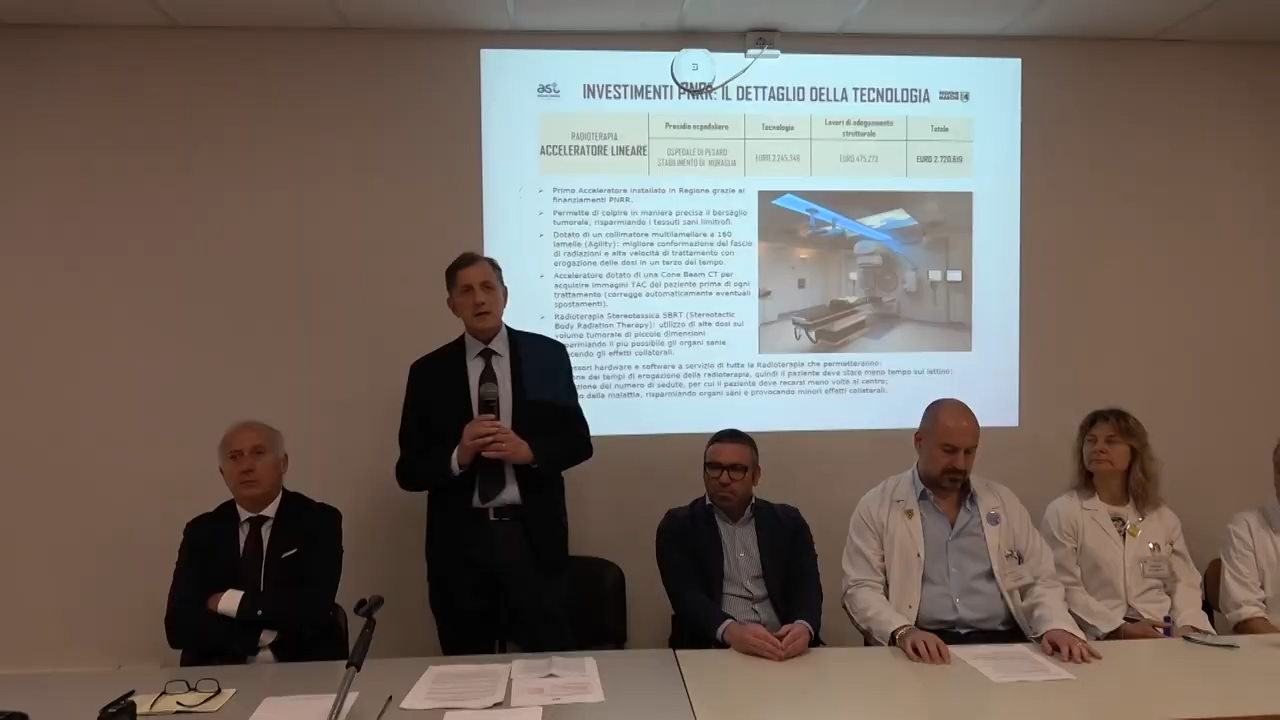 ast
INVESTIMENTI PNRR: IL DETTAGLIO DELLA TECNOLOGIA
REGIONE MARCHE
RADIOTERAPIA
ACCELERATORE LINEARE
Presidio ospedaliero
Tecnologia
Lavori di adeguamento strutturale
Totale
OSPEDALE DI PESARO
STABILIMENTO DI MURAGLIA
EURO 2.245.546
EURO 475.273
EURO 2.720.819
Primo Acceleratore installato in Regione grazie ai
finanziamenti PNRR.
Permette di colpire in maniera precisa il bersaglio
tumorale, risparmiando i tessuti sani limitrofi.
Dotato di un collimatore multilamellare a 160
lamelle (Agility): migliore conformazione del fascio
di radiazioni e alta velocità di trattamento con
erogazione delle dosi in un terzo del tempo.
Acceleratore dotato di una Cone Beam CT per
acquisire immagini TAC del paziente prima di ogni
trattamento (corregge automaticamente eventuali
spostamenti).
Radioterapia Stereotassica SBRT (Stereotactic
Body Radiation Therapy): utilizzo di alte dosi sul
volume tumorale di piccole dimensioni
sparmiando il più possibile gli organi sani e
ucendo gli effetti collaterali.
essori hardware e software a servizio di tutta la Radioterapia che permetteranno:
ne dei tempi di erogazione della radioterapia, quindi il paziente deve stare meno tempo sul lettino;
zione del numero di sedute, per cui il paziente deve recarsi meno volte al centro;
o della malattia, risparmiando organi sani e provocando minori effetti collaterali.